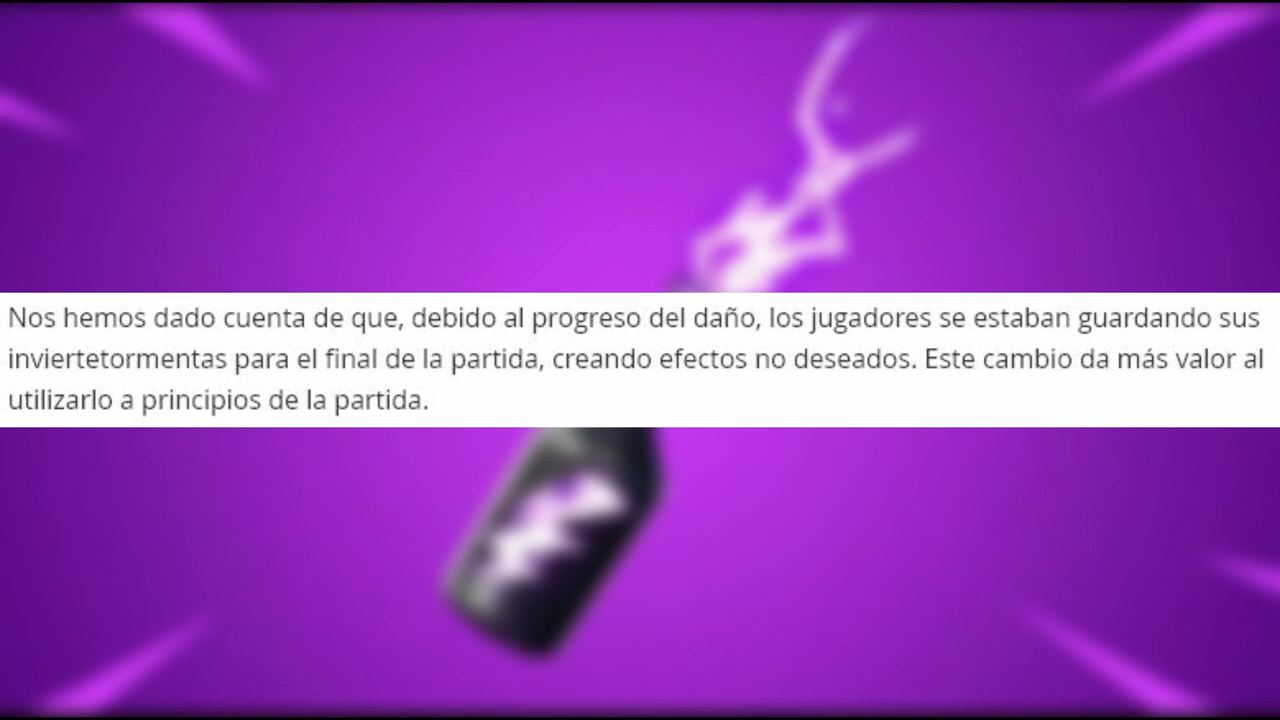 Nos hemos dado cuenta de que, debido al progreso del daño, los jugadores se estaban guardando sus
inviertetormentas para el final de la partida, creando efectos no deseados. Este cambio da más valor al
utilizarlo a principios de la partida.